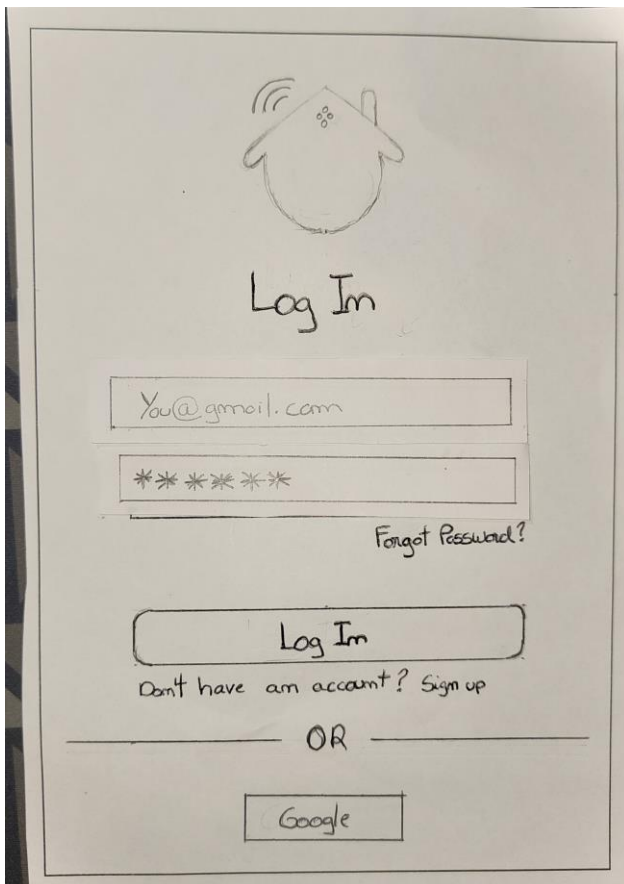 Log In
You@gmail.com
******
Forgot Password?
Log In
Don't have an account? Sign up
OR
Google